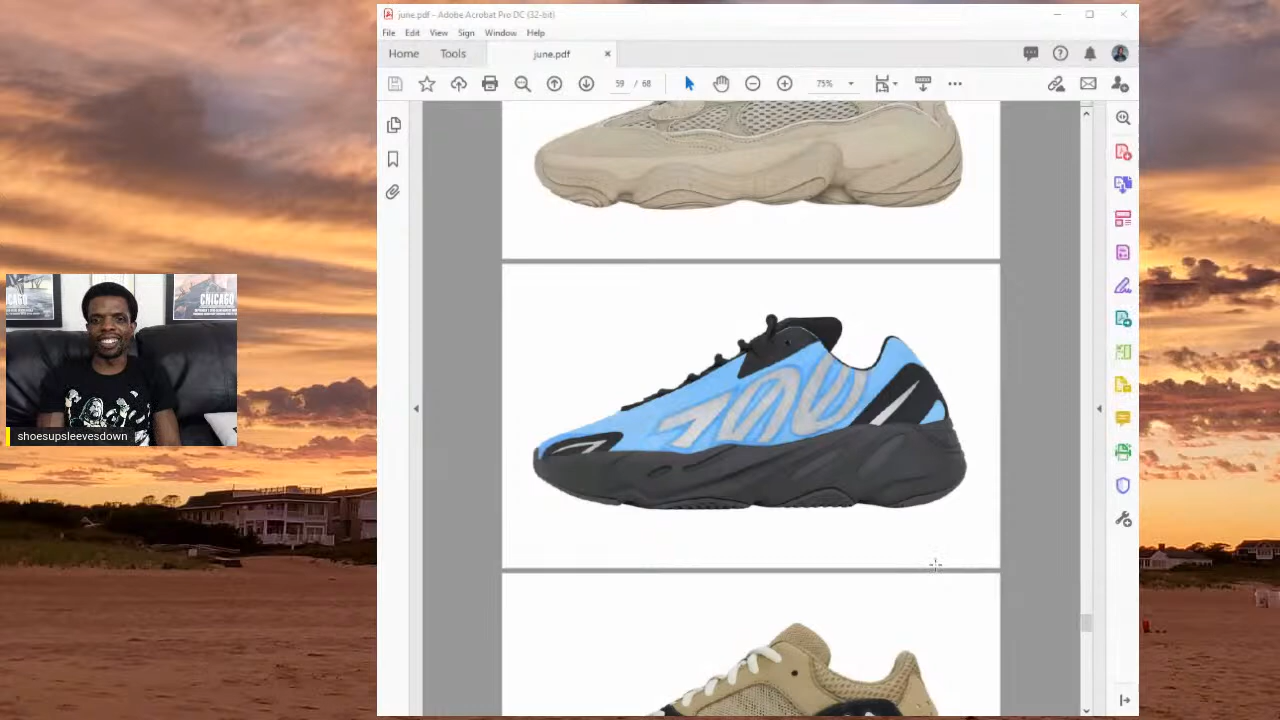 june.pdf - Adobe Acrobat Pro DC (32-bit)
File Edit View Sign Window Help
Home Tools june.pdf
59 / 68 75%
700
CHICAGO
shoesupsleevesdown